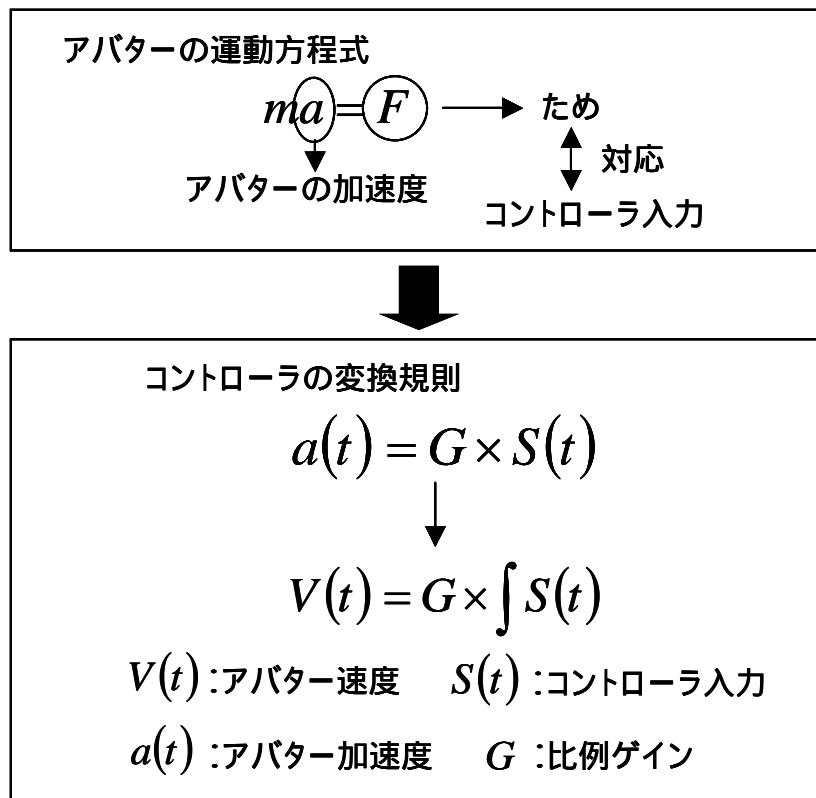 アバターの運動方程式
ma=F → ため
対応
アバターの加速度
コントローラ入力
コントローラの変換規則
a(t) = G × S(t)
V(t) = G × ∫ S(t)
V(t) :アバター速度 S(t) :コントローラ入力
a(t) :アバター加速度 G :比例ゲイン